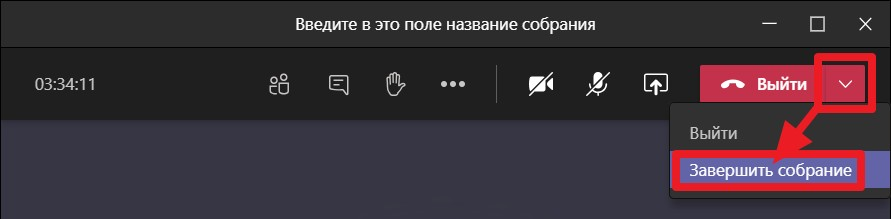 Введите в это поле название собрания
03:34:11
Выйти
Выйти
Завершить собрание